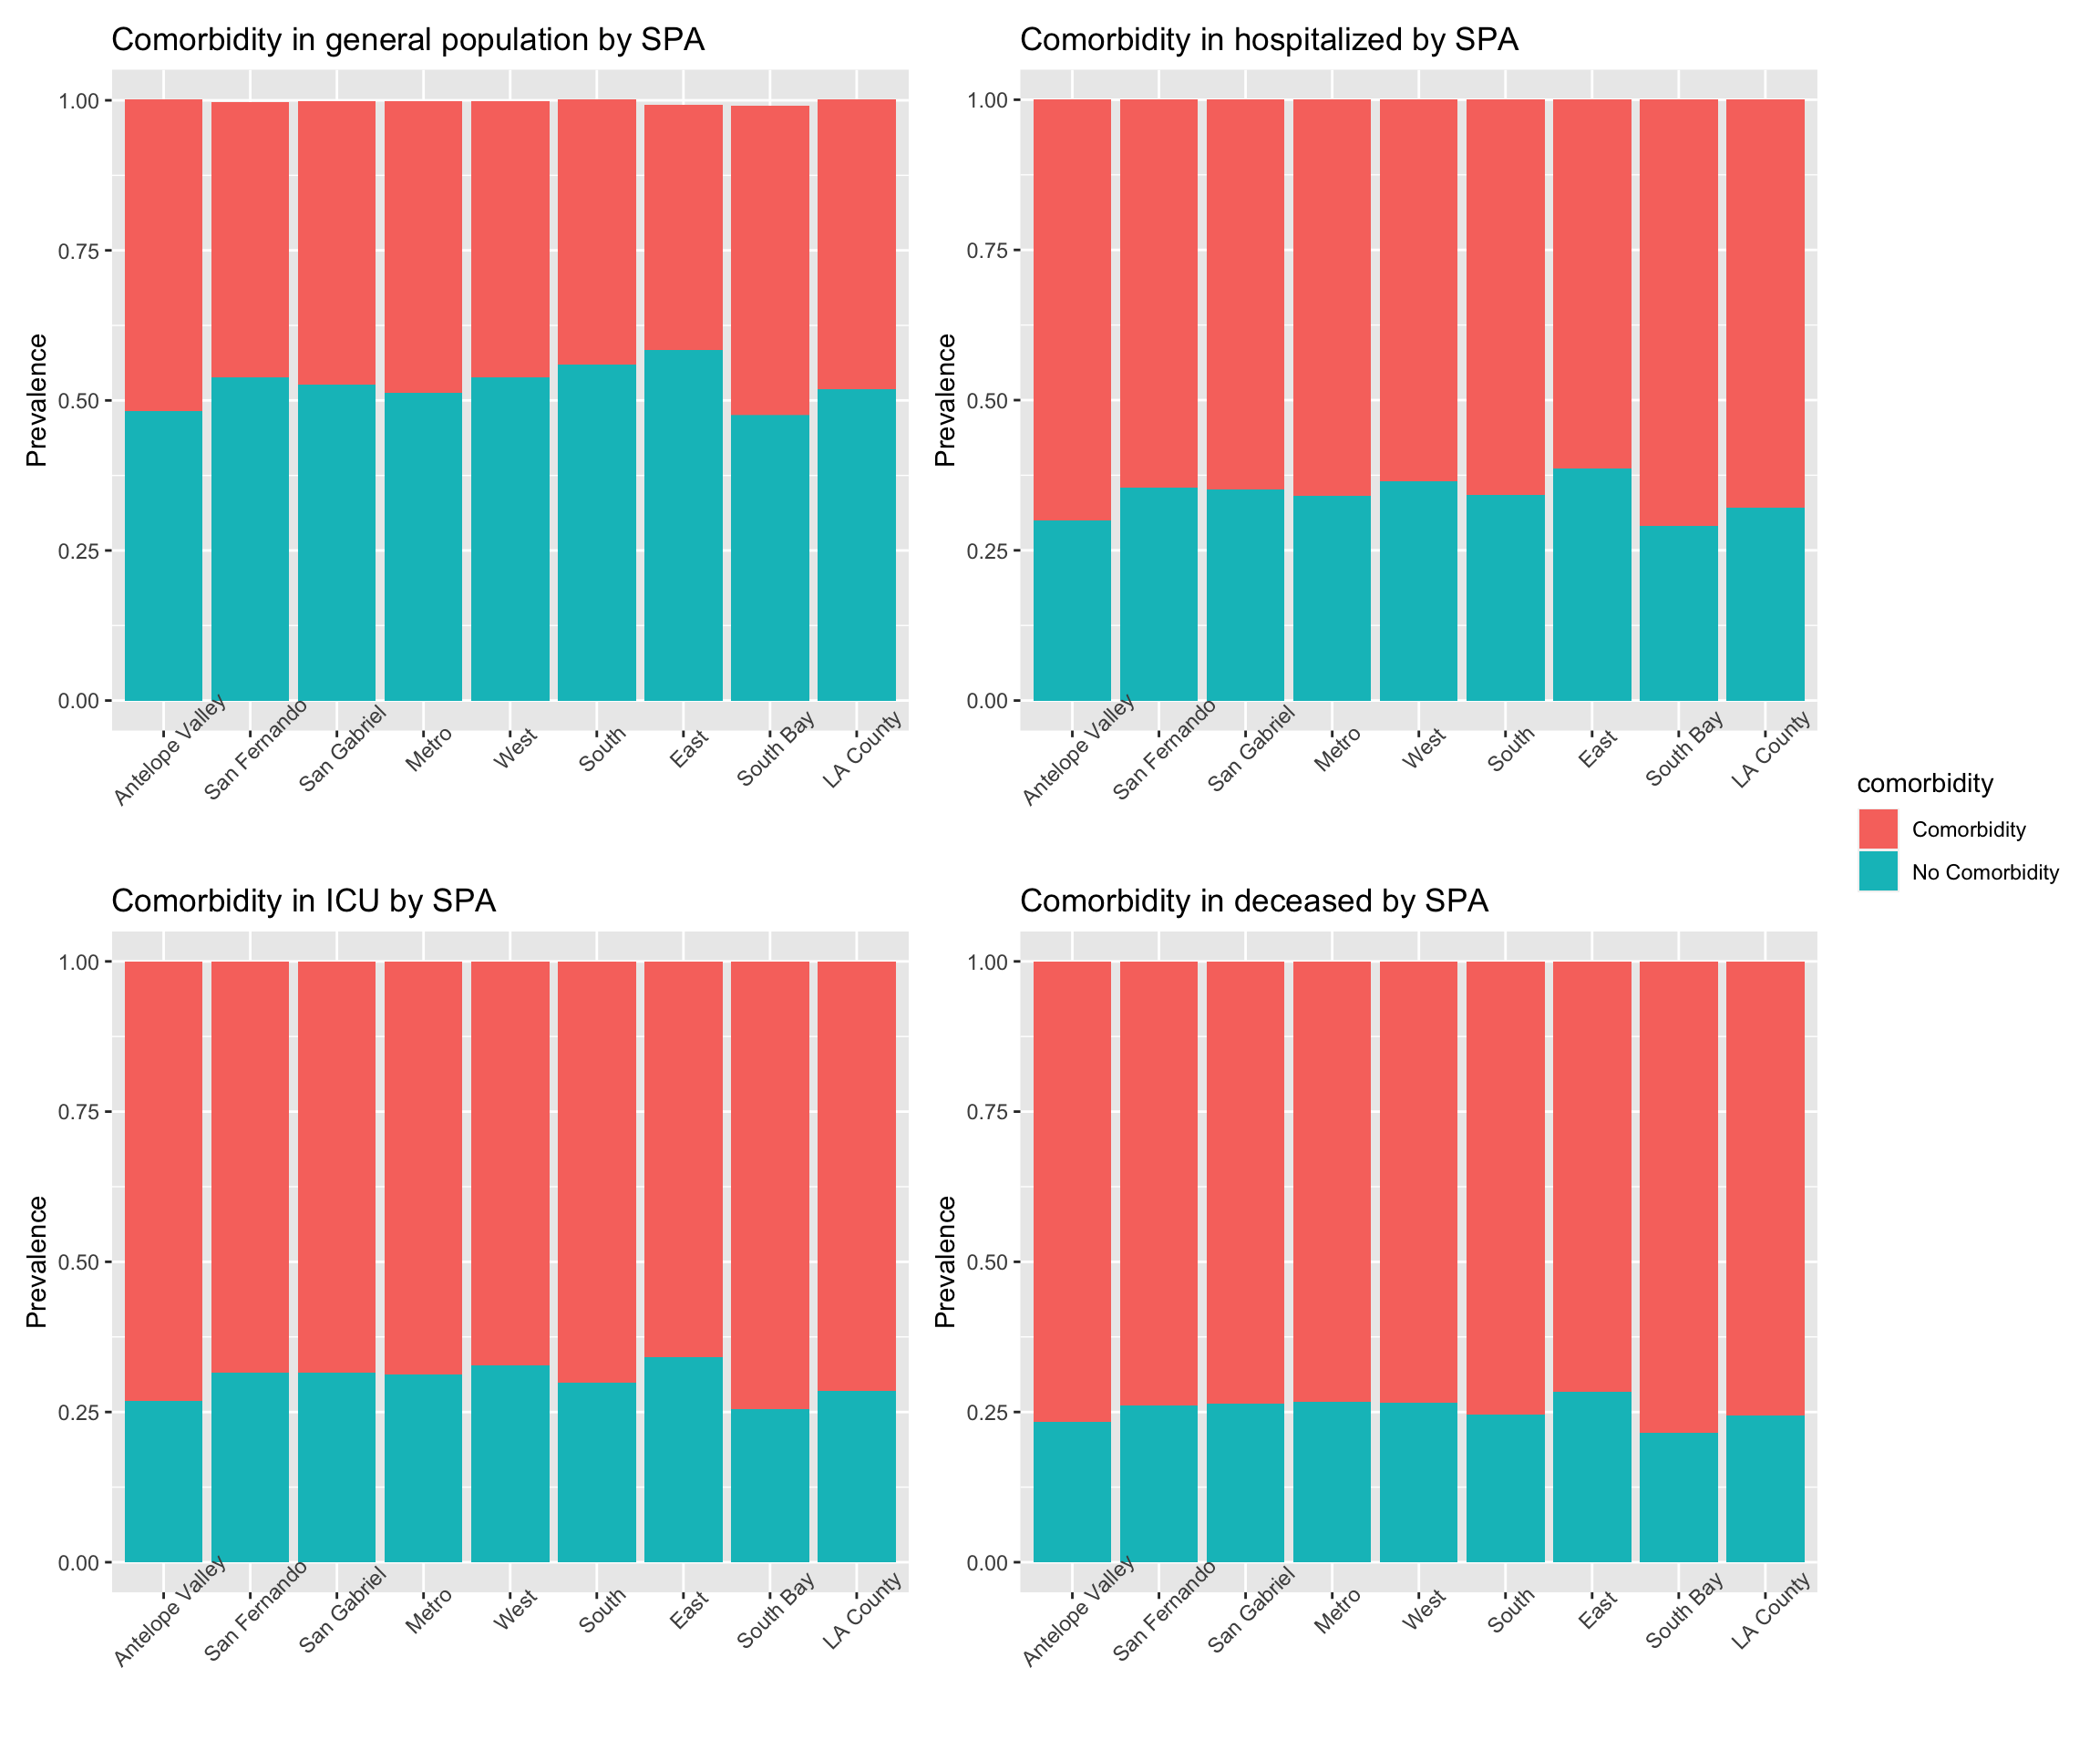 Comorbidity in general population by SPA
Prevalence
1.00
0.75
0.50
0.25
0.00
Antelope Valley
San Fernando
San Gabriel
Metro
West
South
East
South Bay
LA County
Comorbidity in hospitalized by SPA
Prevalence
1.00
0.75
0.50
0.25
0.00
Antelope Valley
San Fernando
San Gabriel
Metro
West
South
East
South Bay
LA County
comorbidity
Comorbidity
No Comorbidity
Comorbidity in ICU by SPA
Prevalence
1.00
0.75
0.50
0.25
0.00
Antelope Valley
San Fernando
San Gabriel
Metro
West
South
East
South Bay
LA County
Comorbidity in deceased by SPA
Prevalence
1.00
0.75
0.50
0.25
0.00
Antelope Valley
San Fernando
San Gabriel
Metro
West
South
East
South Bay
LA County